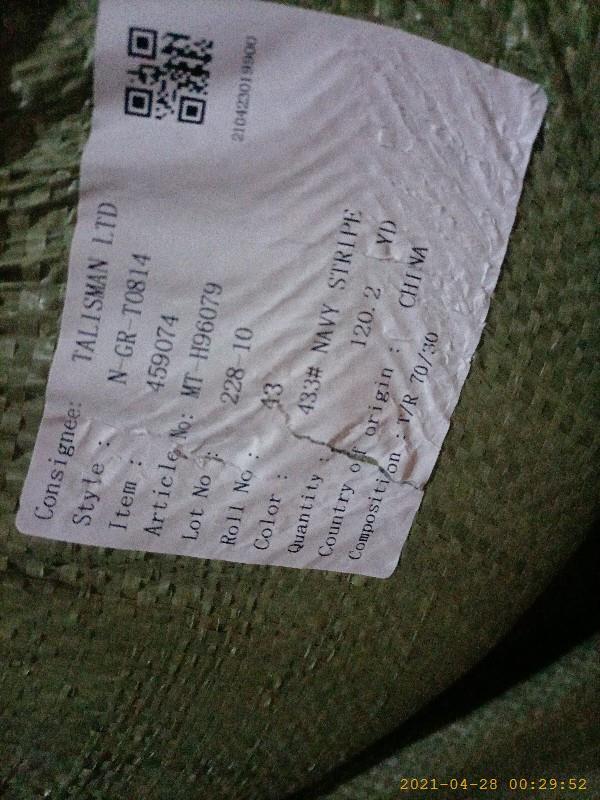 210423019900
Consignee: TALISMAN LTD
Style : N-GR-T0814
Item : 459074
Article No: MT-H96079
Lot No : 228-10
Roll No : 43
Color : 433# NAVY STRIPE
Quantity : 120.2 YD
Country of origin : CHINA
Composition : T/R 70/30
2021-04-28 00:29:52